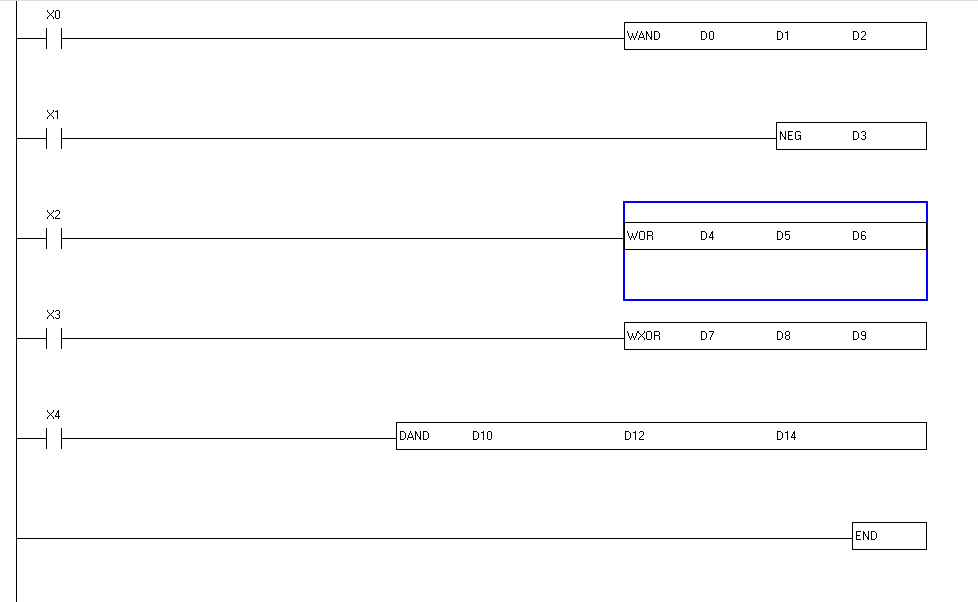 X0
WAND D0 D1 D2
X1
NEG D3
X2
WOR D4 D5 D6
X3
WXOR D7 D8 D9
X4
DAND D10 D12 D14
END